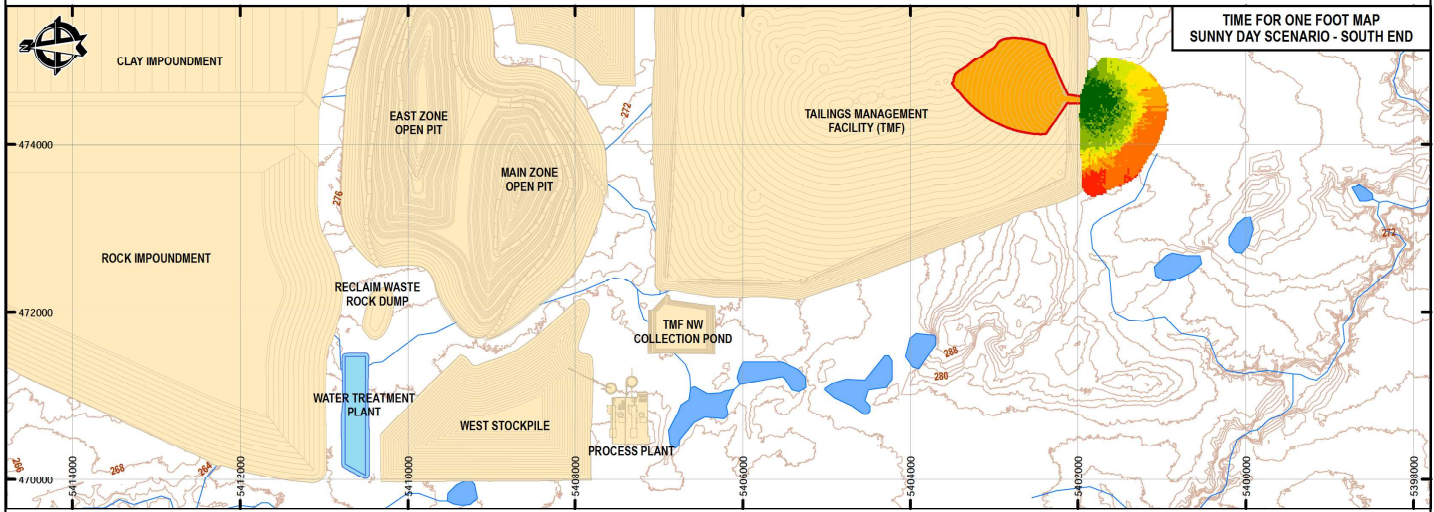 TIME FOR ONE FOOT MAP
SUNNY DAY SCENARIO - SOUTH END
N
CLAY IMPOUNDMENT
EAST ZONE
OPEN PIT
272
TAILINGS MANAGEMENT
FACILITY (TMF)
474000
MAIN ZONE
OPEN PIT
276
272
ROCK IMPOUNDMENT
RECLAIM WASTE
ROCK DUMP
472000
TMF NW
COLLECTION POND
288
280
WATER TREATMENT
PLANT
WEST STOCKPILE
PROCESS PLANT
266
268
264
470000
5414000
5412000
5410000
5408000
5406000
5404000
5402000
5400000
5398000